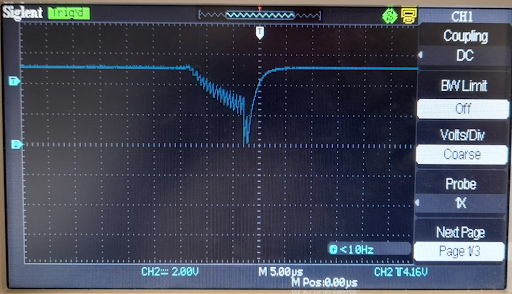 Siglent Trig'd
CH1
Coupling
DC
BW Limit
Off
Volts/Div
Coarse
Probe
1X
Next Page
Page 1/3
T
2
T
<10Hz
CH2 2.00V M 5.00µs CH2 4.16V
M Pos:0.00µs